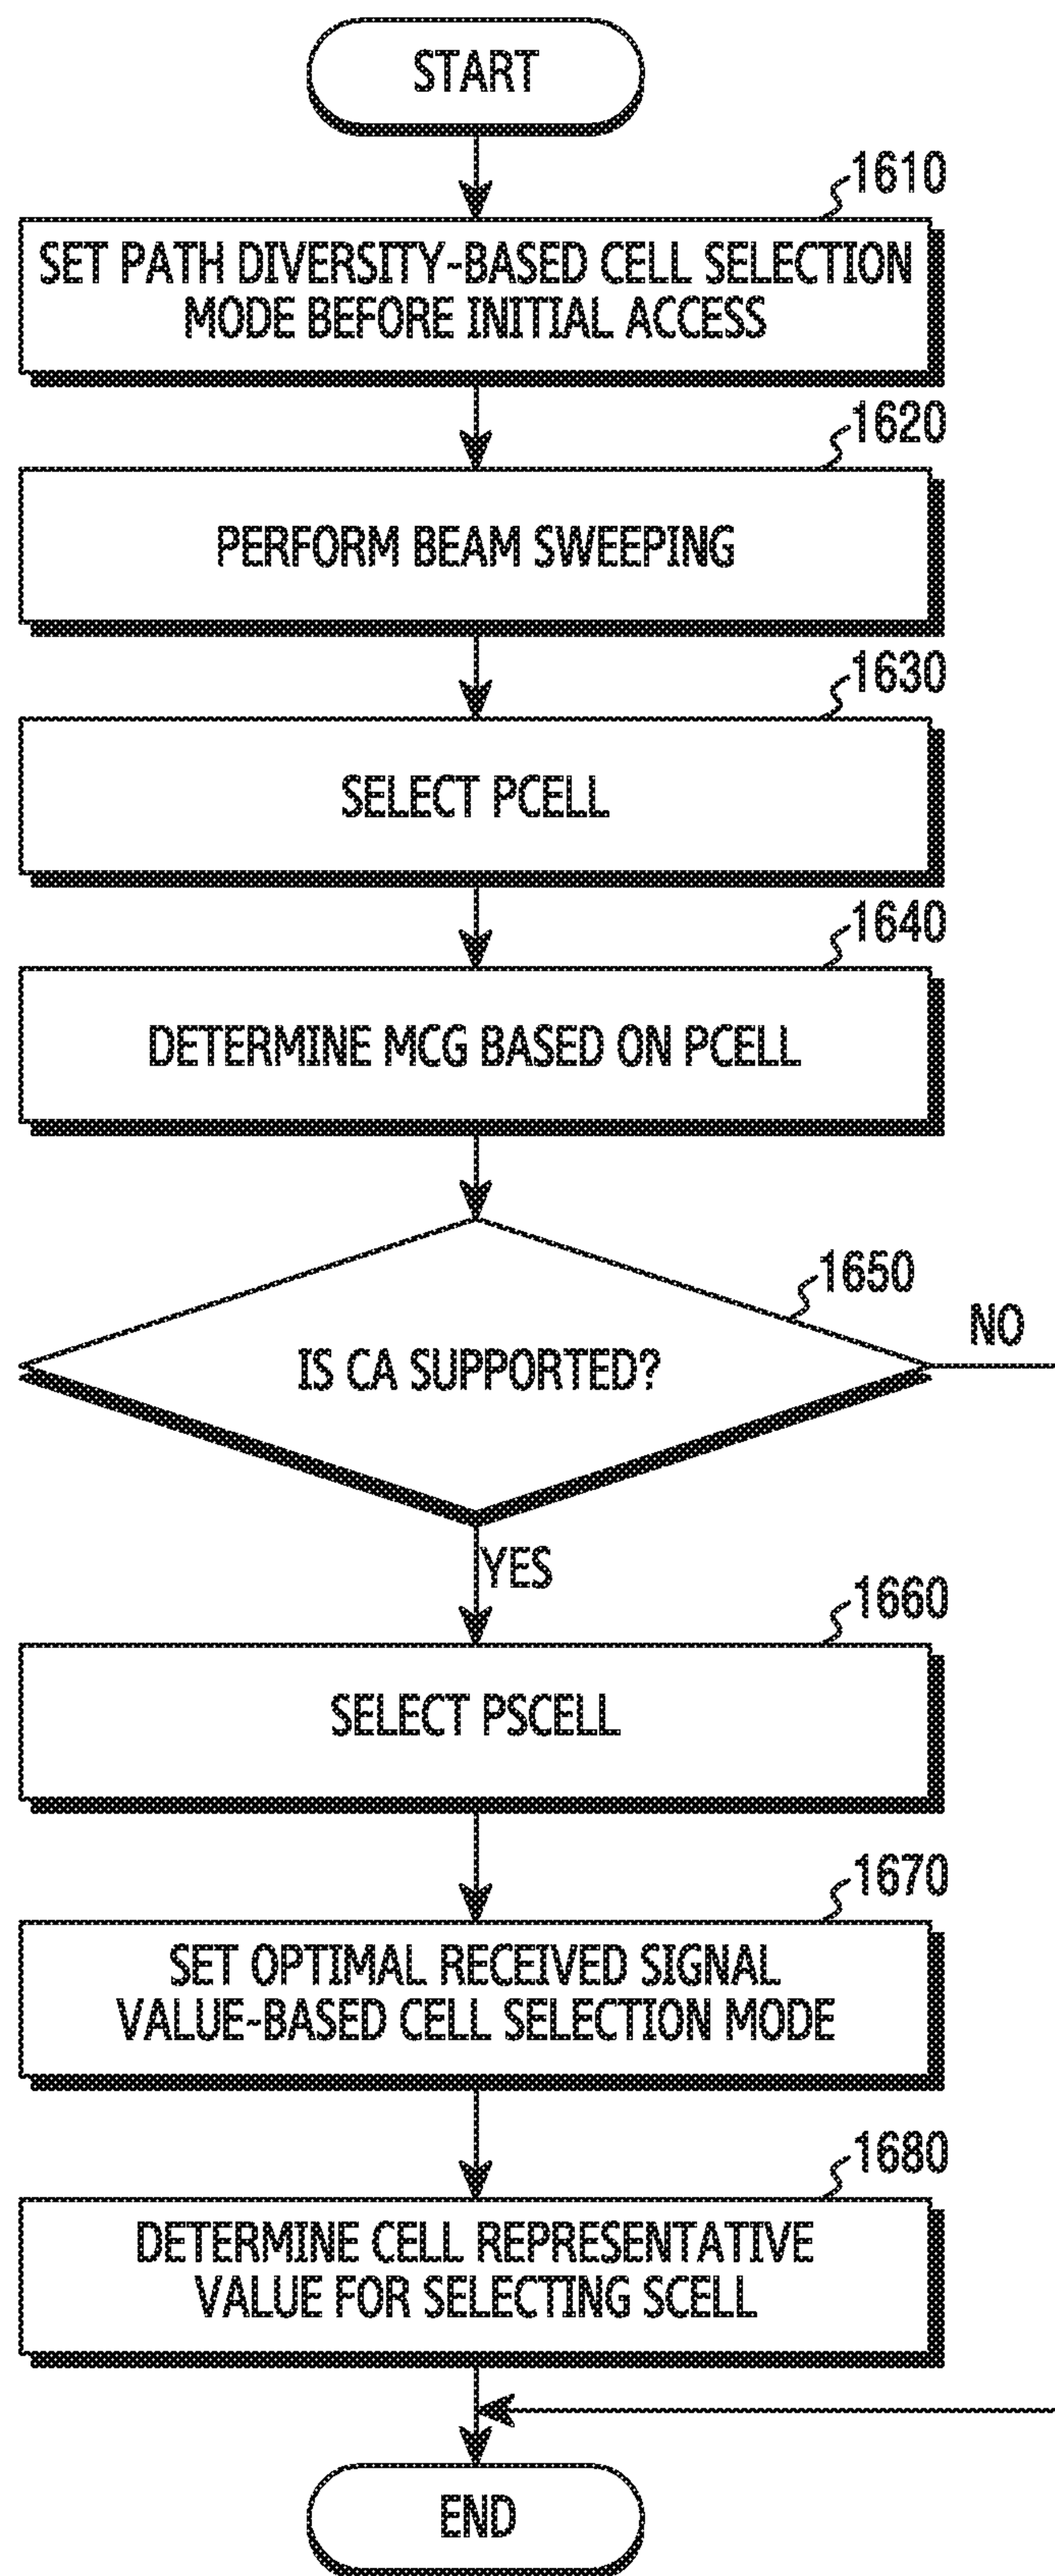 START
1610
SET PATH DIVERSITY-BASED CELL SELECTION
MODE BEFORE INITIAL ACCESS
1620
PERFORM BEAM SWEEPING
1630
SELECT PCELL
1640
DETERMINE MCG BASED ON PCELL
1650
NO
IS CA SUPPORTED?
YES
1660
SELECT PSCELL
1670
SET OPTIMAL RECEIVED SIGNAL
VALUE-BASED CELL SELECTION MODE
1680
DETERMINE CELL REPRESENTATIVE
VALUE FOR SELECTING SCELL
END